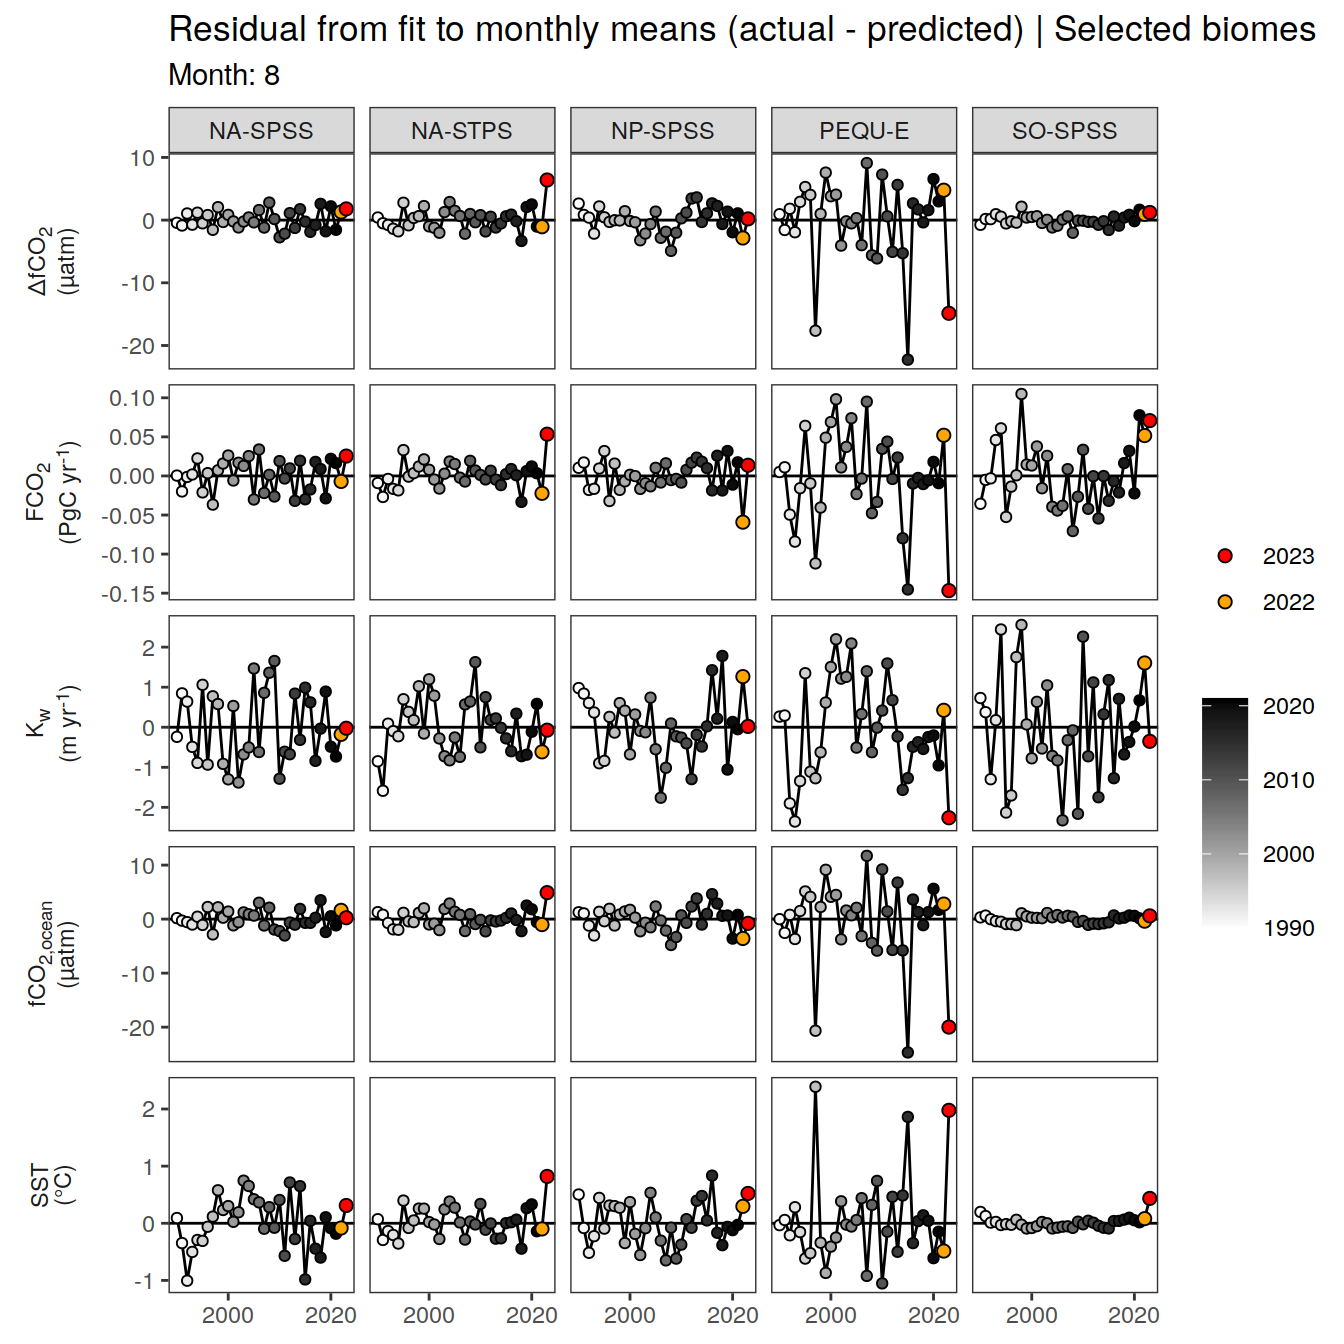 Residual from fit to monthly means (actual - predicted) | Selected biomes
Month: 8
NA-SPSS NA-STPS NP-SPSS PEQU-E SO-SPSS
ΔfCO2
(µatm)
10
0
-10
-20
FCO2
(PgC yr-1)
0.10
0.05
0.00
-0.05
-0.10
-0.15
Kw
(m yr-1)
2
1
0
-1
-2
fCO2,ocean
(µatm)
10
0
-10
-20
SST
(°C)
2
1
0
-1
2000 2020 2000 2020 2000 2020 2000 2020 2000 2020
2023
2022
2020
2010
2000
1990